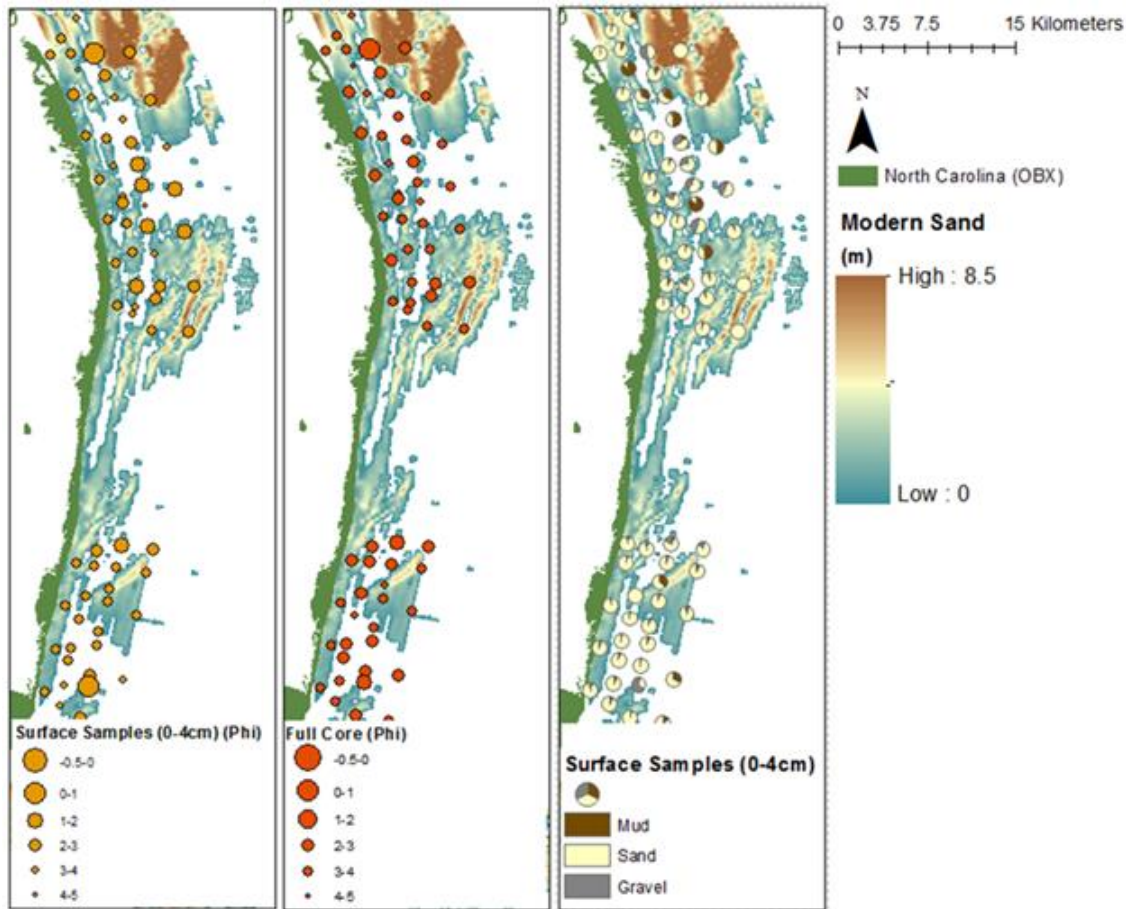 0 3.75 7.5 15 Kilometers
N
North Carolina (OBX)
Modern Sand
(m)
High : 8.5
Low : 0
Surface Samples (0-4cm) (Phi)
-0.5-0
0-1
1-2
2-3
3-4
4-5
Full Core (Phi)
-0.5-0
0-1
1-2
2-3
3-4
4-5
Surface Samples (0-4cm)
Mud
Sand
Gravel